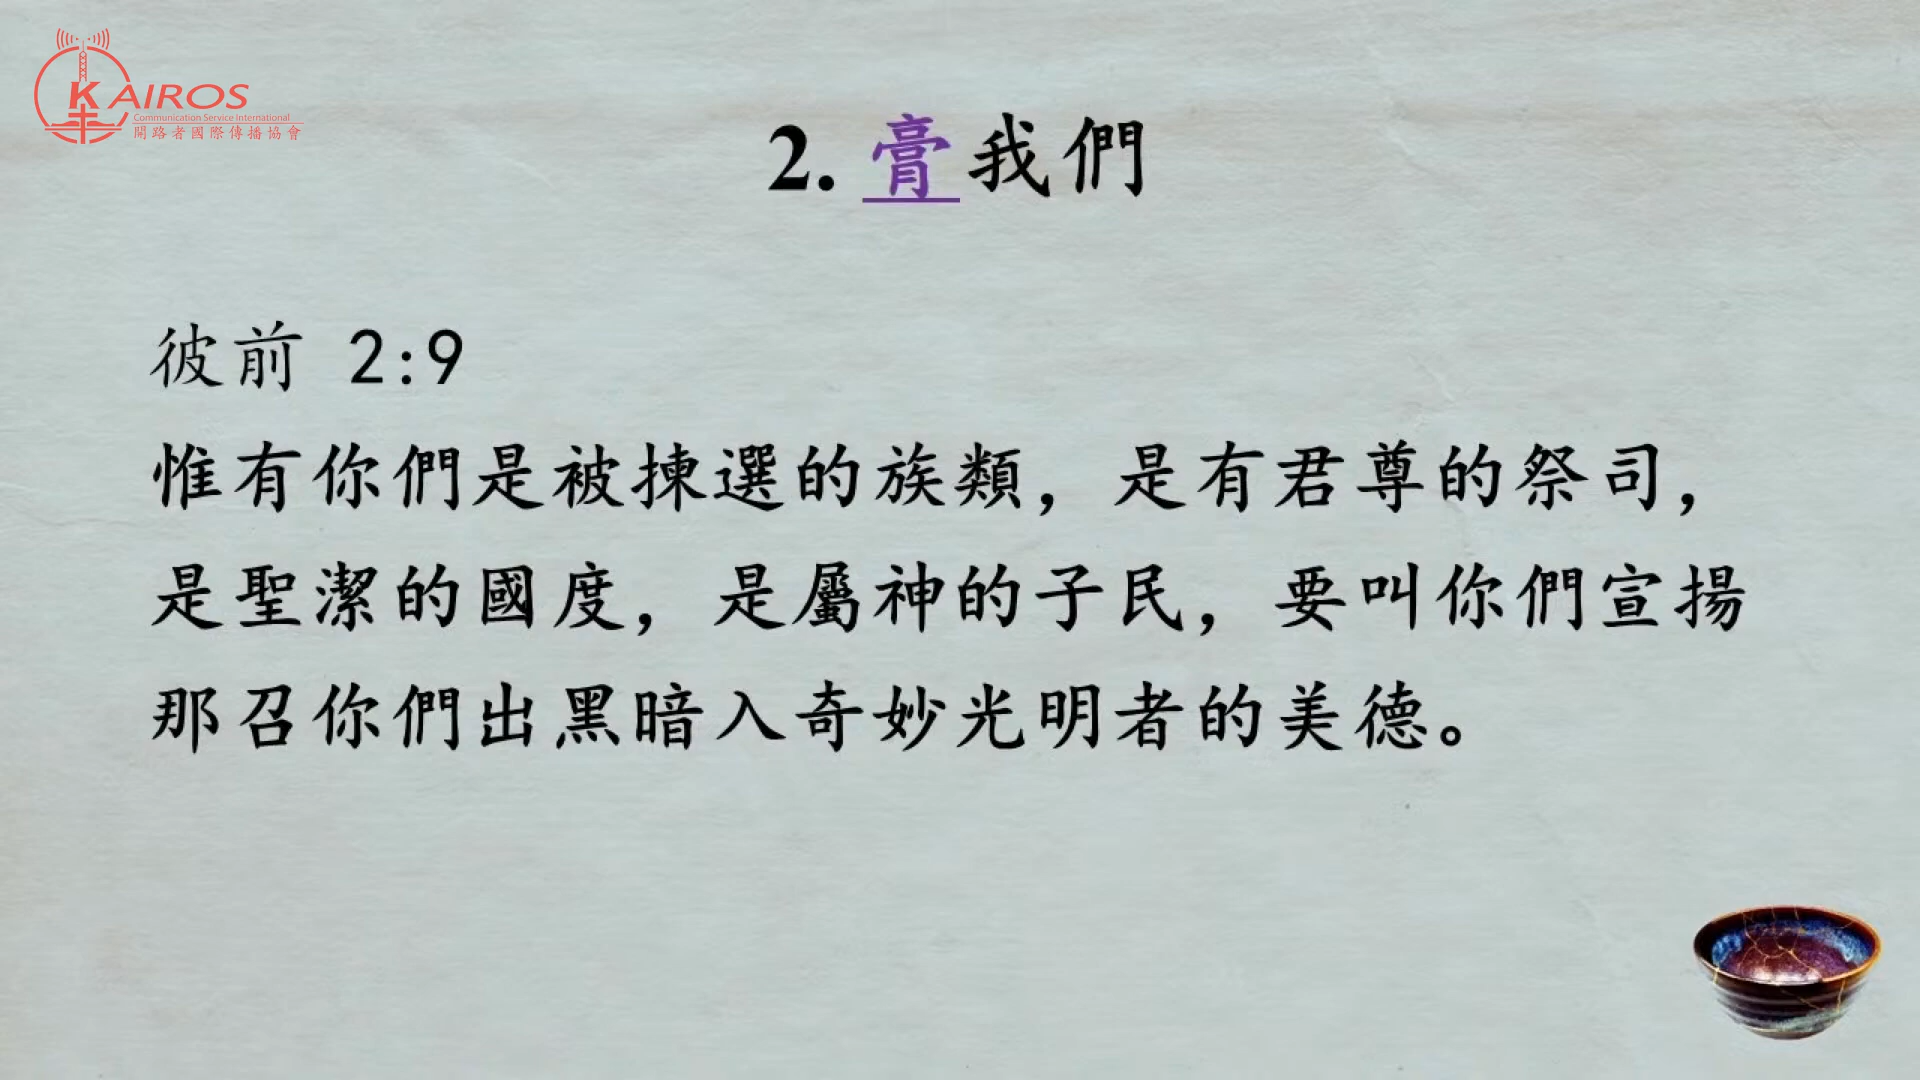 KAIROS
Communication Service International
開路者國際傳播協會
2. 膏我們
彼前 2:9
惟有你們是被揀選的族類，是有君尊的祭司，
是聖潔的國度，是屬神的子民，要叫你們宣揚
那召你們出黑暗入奇妙光明者的美德。